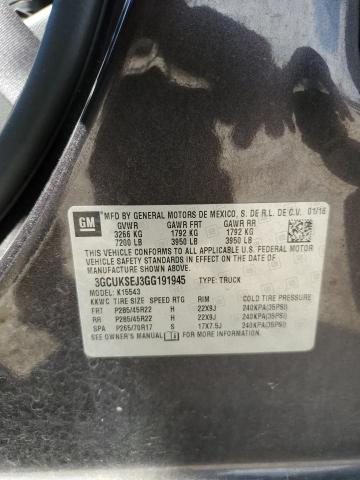 GM MFD BY GENERAL MOTORS DE MEXICO, S. DE R.L. DE C.V. 01/16
GVWR GAWR FRT GAWR RR
3266 KG 1792 KG 1792 KG
7200 LB 3950 LB 3950 LB
THIS VEHICLE CONFORMS TO ALL APPLICABLE U.S. FEDERAL MOTOR VEHICLE SAFETY, BUMPER, AND THEFT PREVENTION STANDARDS IN EFFECT ON THE DATE OF MANUFACTURE SHOWN ABOVE.
3GCUKSEJ3GG191945 TYPE: TRUCK
MODEL: K15543
KKWC TIRE SIZE SPEED RTG RIM COLD TIRE PRESSURE
FRT P285/45R22 H 22X9J 240KPA(35PSI)
RR P285/45R22 H 22X9J 240KPA(35PSI)
SPA P265/70R17 S 17X7.5J 240KPA(35PSI)
SEE OWNER'S MANUAL FOR MORE INFORMATION.